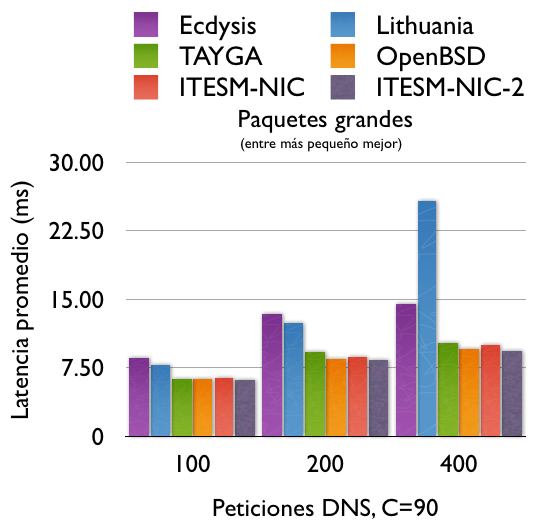 Ecdysis
Lithuania
TAYGA
OpenBSD
ITESM-NIC
ITESM-NIC-2
Paquetes grandes
(entre más pequeño mejor)
Latencia promedio (ms)
30.00
22.50
15.00
7.50
0
100
200
400
Peticiones DNS, C=90